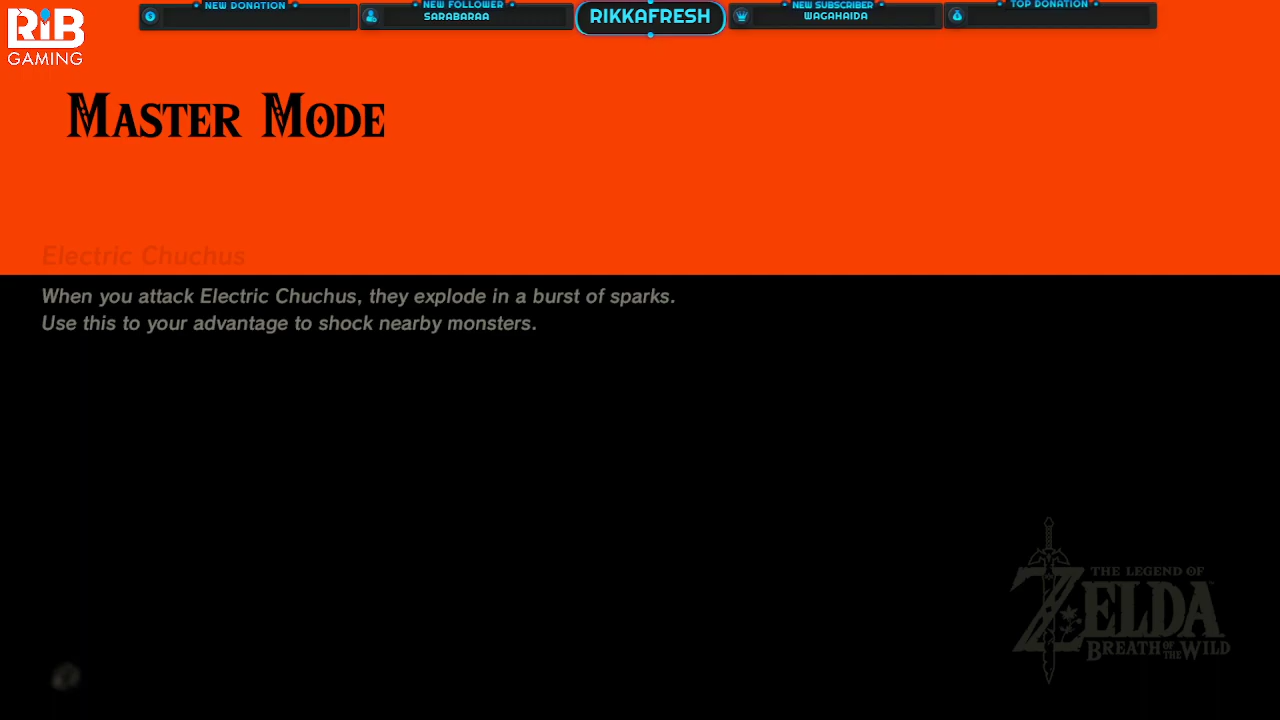 RIB
GAMING
NEW DONATION
NEW FOLLOWER
SARABARAA
RIKKAFRESH
NEW SUBSCRIBER
WAGAHAIDA
TOP DONATION
MASTER MODE
Electric Chuchus
When you attack Electric Chuchus, they explode in a burst of sparks.
Use this to your advantage to shock nearby monsters.
THE LEGEND OF
ZELDA
BREATH OF THE WILD